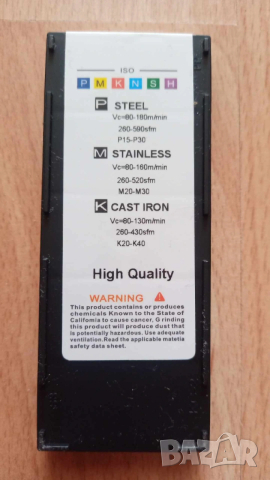 ISO
P M K N S H
P STEEL
Vc=80-180m/min
260-590sfm
P15-P30
M STAINLESS
Vc=80-160m/min
260-520sfm
M20-M30
K CAST IRON
Vc=80-130m/min
260-430sfm
K20-K40
High Quality
WARNING
This product contains or produces
chemicals Known to the State of
California to cause cancer, G rinding
this product will produce dust that is
potentially hazardous. Use adequate
ventilation.Read the applicable matetia
safety data sheet.
BAZAR